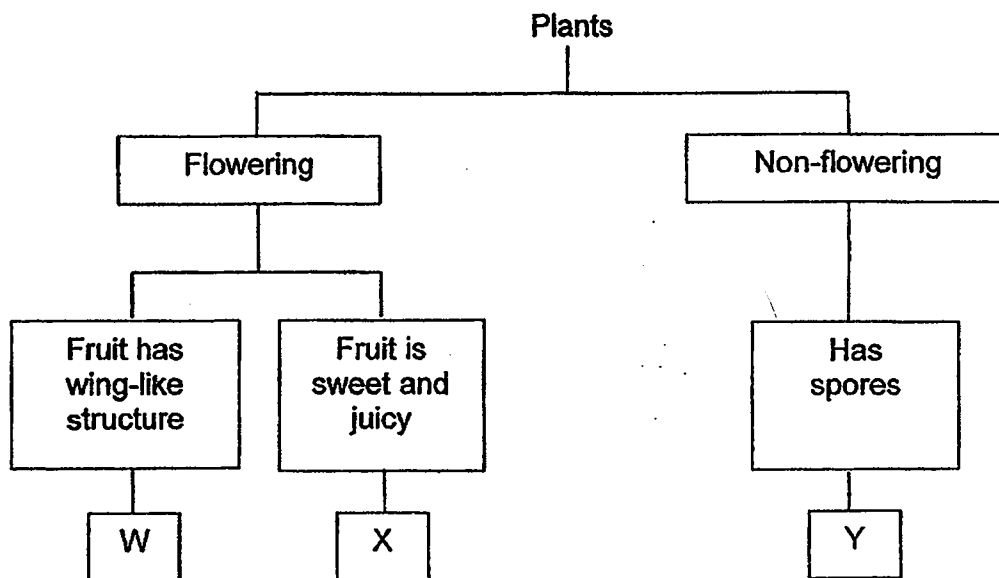 Plants
Flowering
Non-flowering
Fruit has
wing-like
structure
Fruit is
sweet and
juicy
Has
spores
W
X
Y